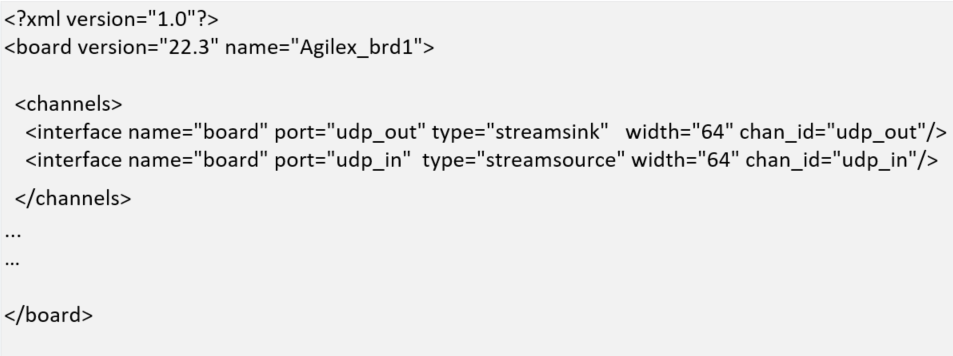 <?xml version="1.0"?>
<board version="22.3" name="Agilex_brd1">
<channels>
<interface name="board" port="udp_out" type="streamsink" width="64" chan_id="udp_out"/>
<interface name="board" port="udp_in" type="streamsource" width="64" chan_id="udp_in"/>
</channels>
...
...
</board>